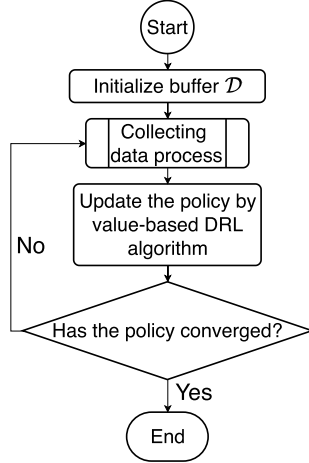 Start
Initialize buffer 𝒟
Collecting
data process
Update the policy by
value-based DRL
algorithm
No
Has the policy converged?
Yes
End